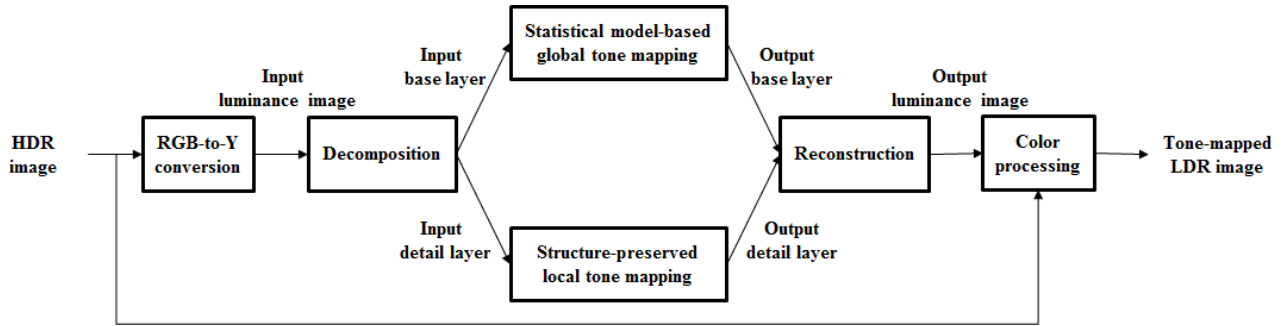 HDR
image
RGB-to-Y
conversion
Input
luminance image
Decomposition
Input
base layer
Statistical model-based
global tone mapping
Output
base layer
Input
detail layer
Structure-preserved
local tone mapping
Output
detail layer
Reconstruction
Output
luminance image
Color
processing
Tone-mapped
LDR image